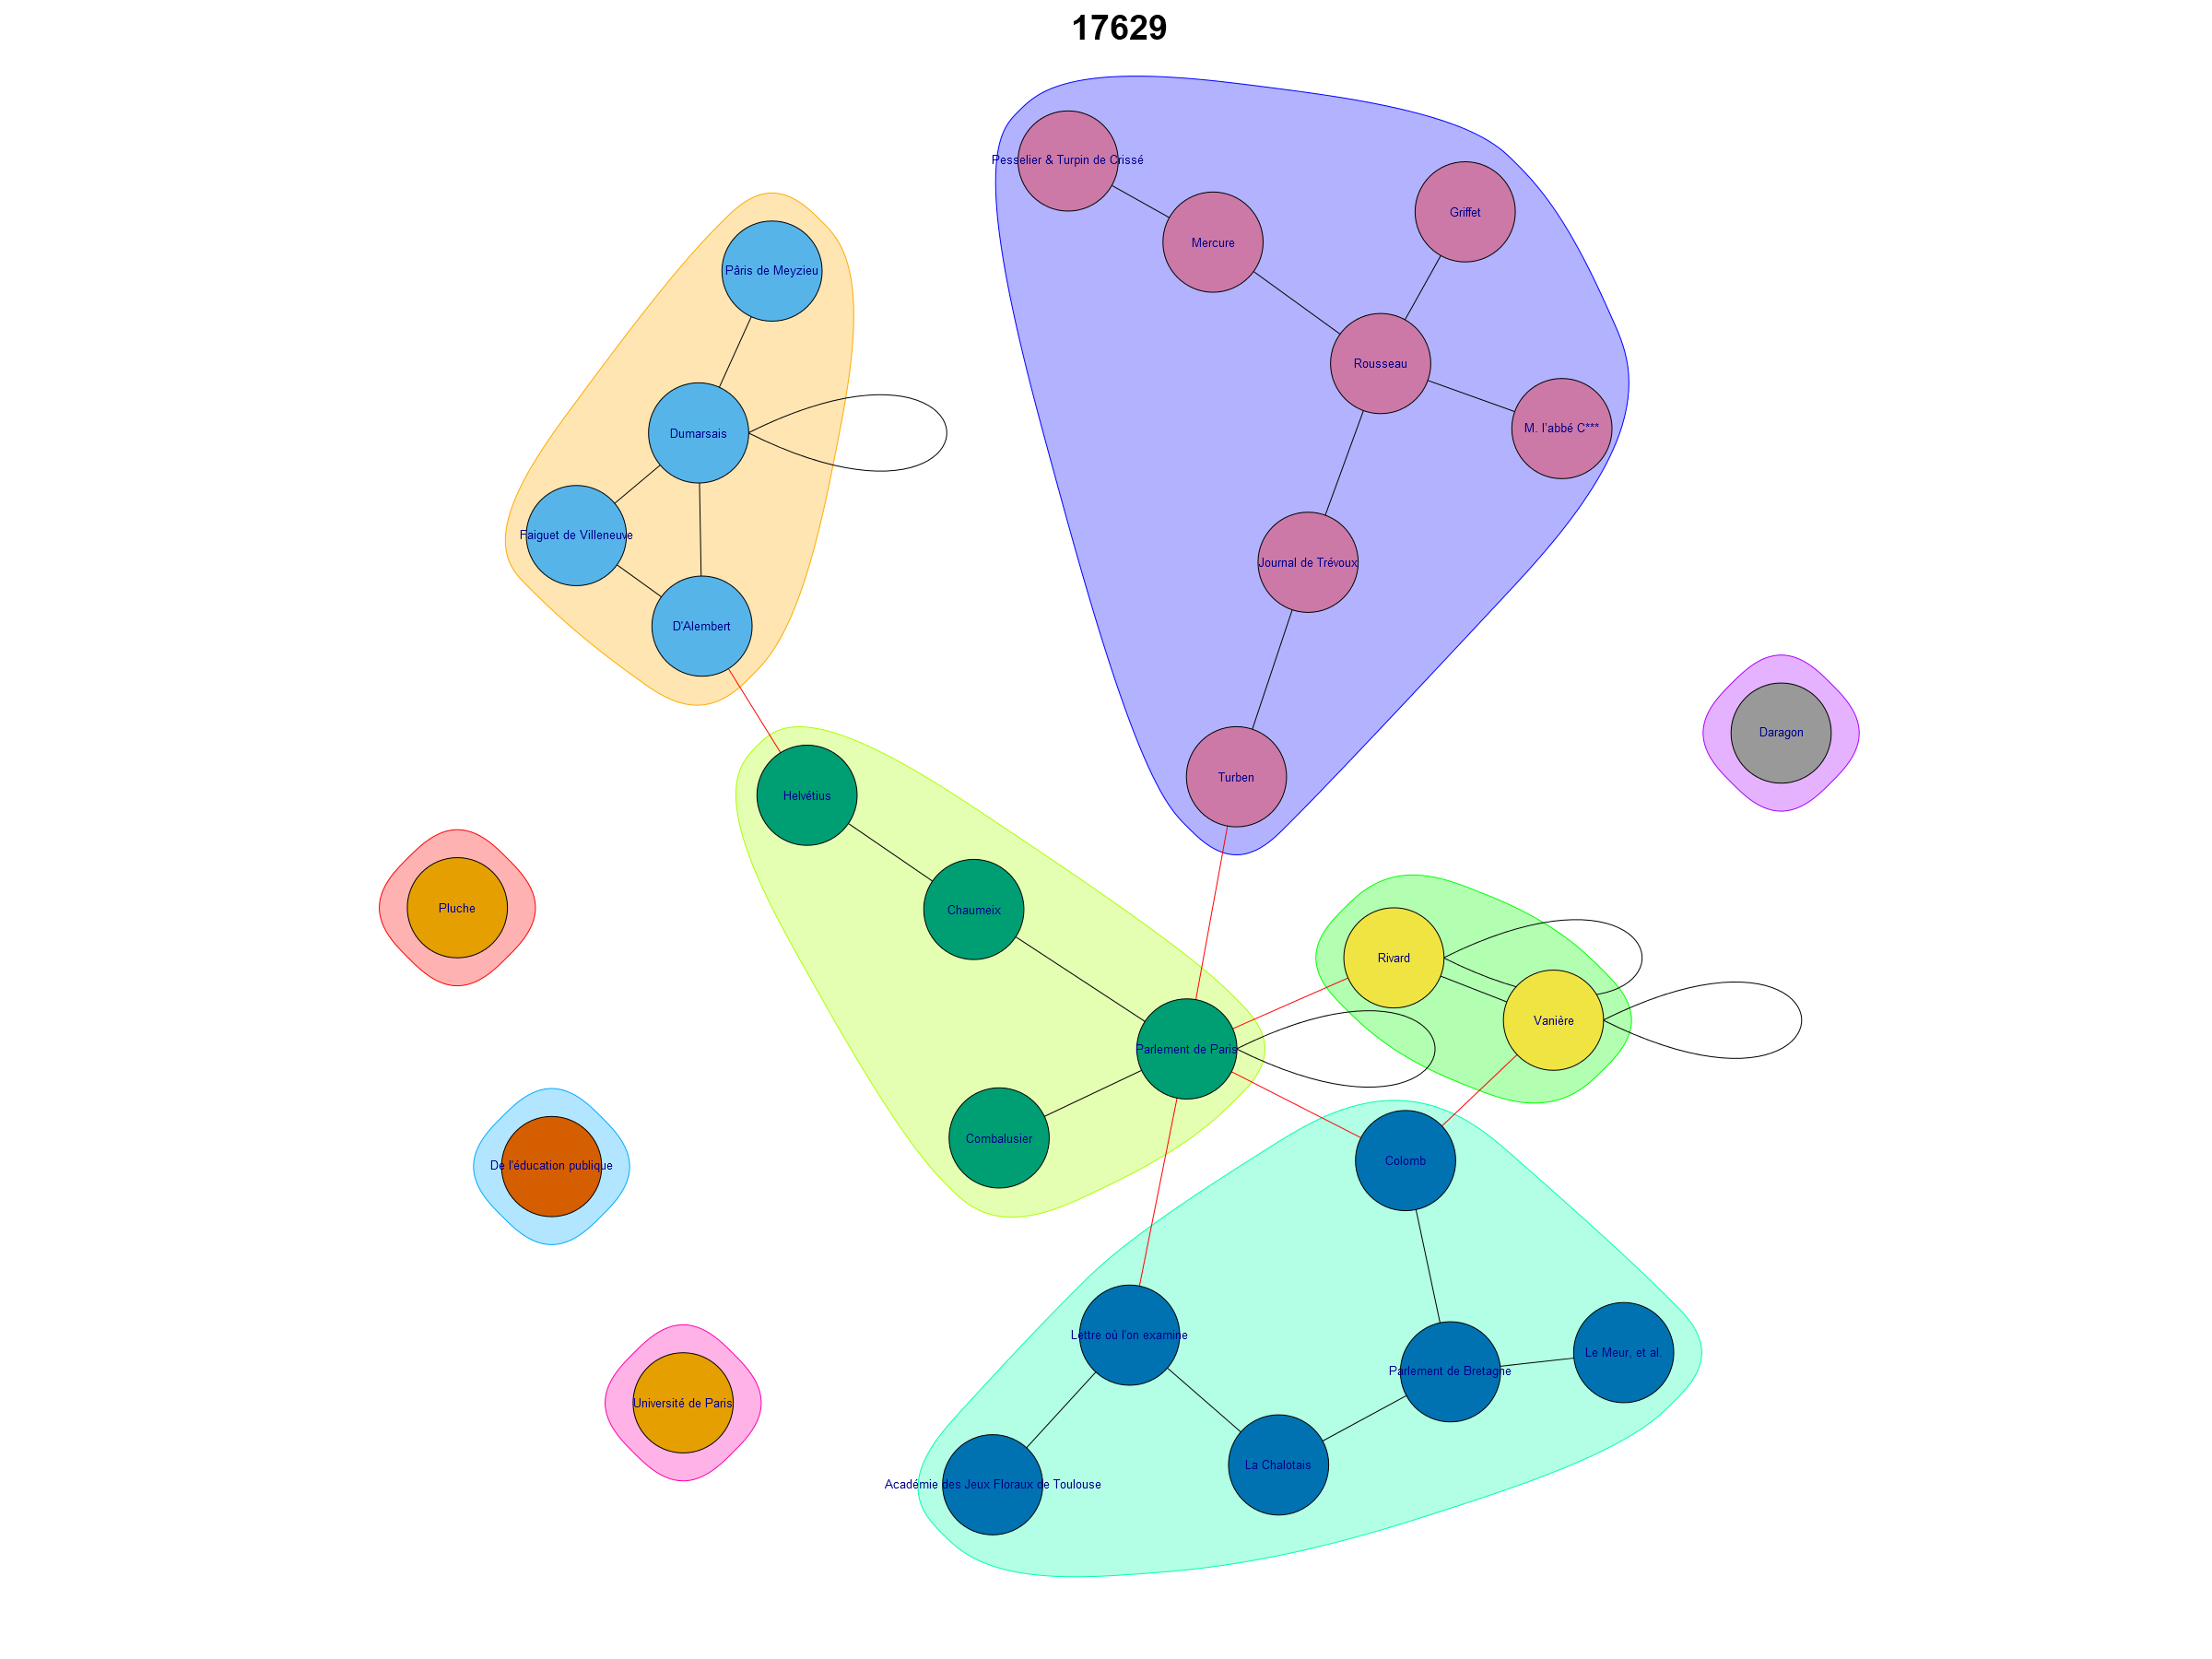 17629
Pesselier & Turpin de Crissé
Griffet
Mercure
Pâris de Meyzieu
Rousseau
M. l'abbé C***
Dumarsais
Faiguet de Villeneuve
Journal de Trévoux
D'Alembert
Daragon
Turben
Helvétius
Pluche
Chaumeix
Rivard
Vanière
Parlement de Paris
Combalusier
Colomb
De l'éducation publique
Lettre où l'on examine
Le Meur, et al.
Parlement de Bretagne
Université de Paris
La Chalotais
Académie des Jeux Floraux de Toulouse